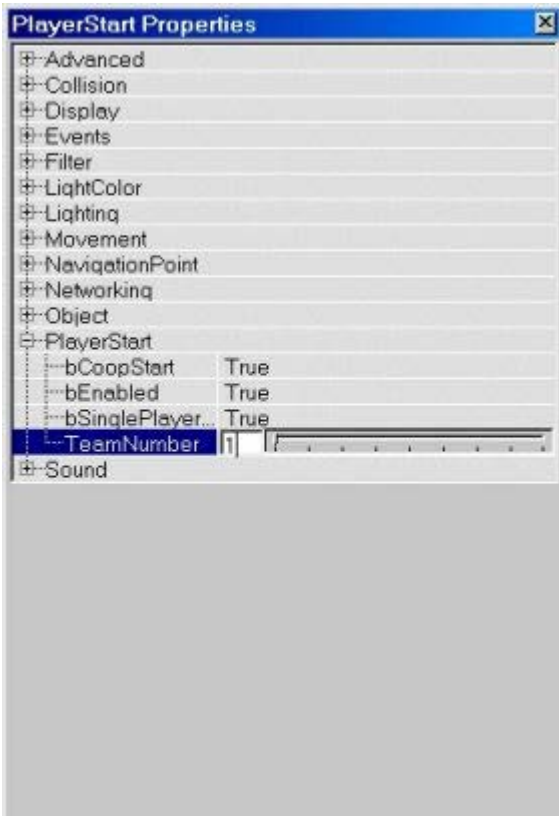 PlayerStart Properties
Advanced
Collision
Display
Events
Filter
LightColor
Lighting
Movement
NavigationPoint
Networking
Object
PlayerStart
bCoopStart True
bEnabled True
bSinglePlayer... True
TeamNumber 1
Sound